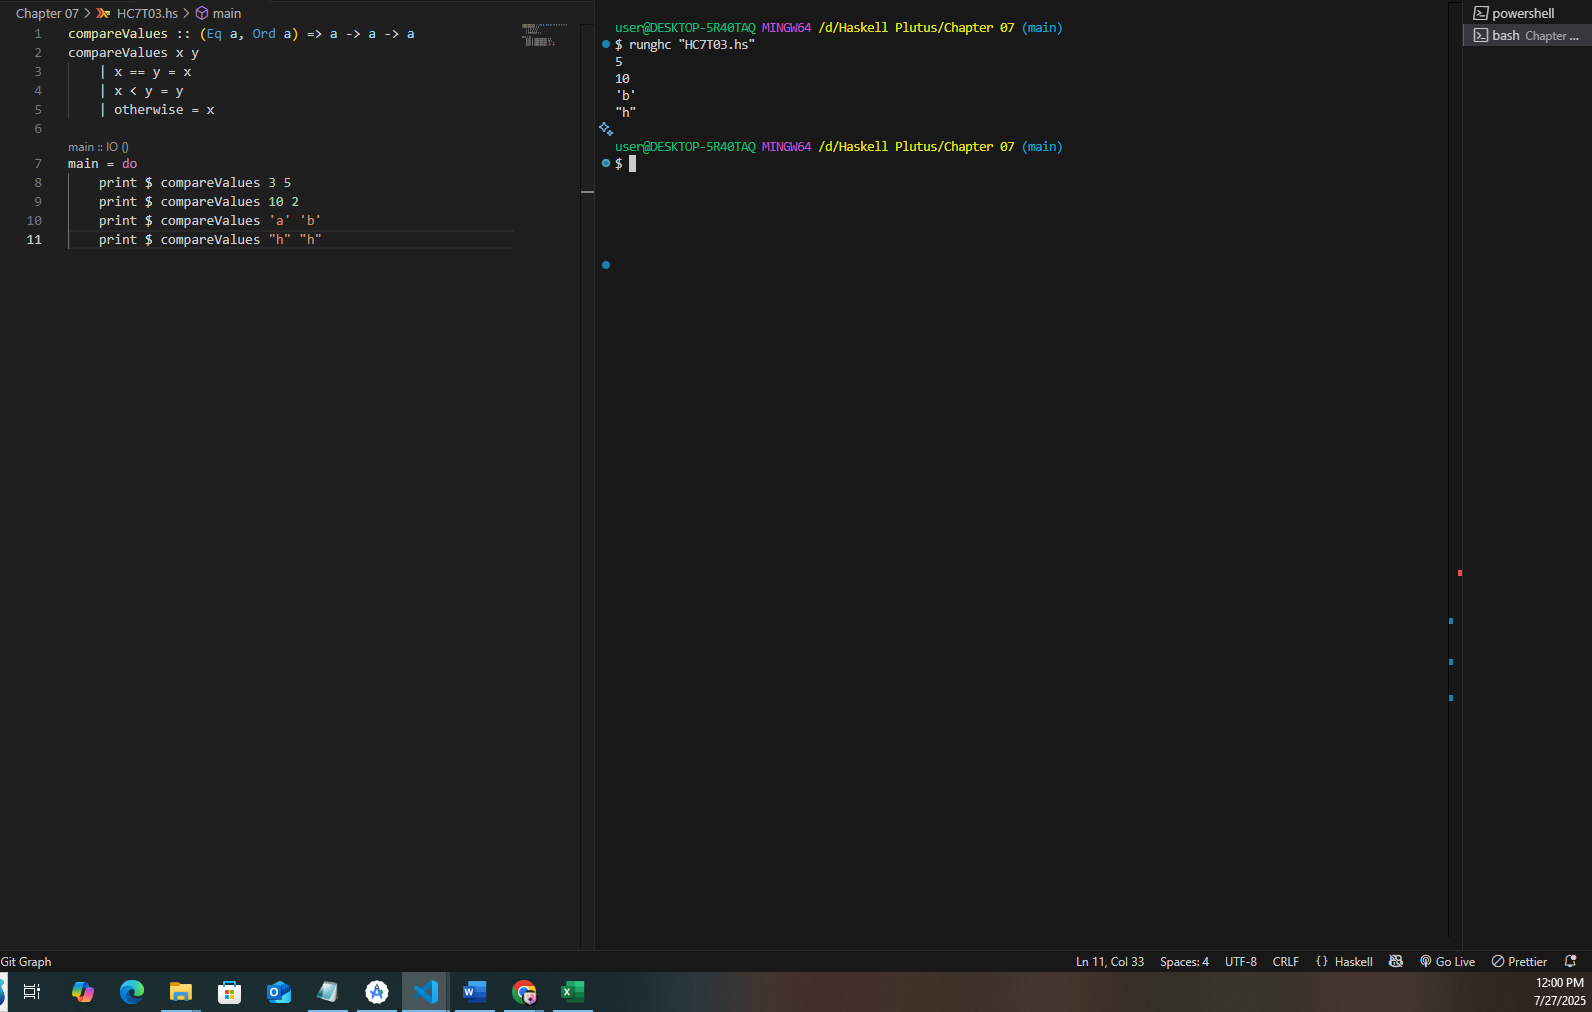 Chapter 07 > HC7T03.hs > main
1 compareValues :: (Eq a, Ord a) => a -> a -> a
2 compareValues x y
3 | x == y = x
4 | x < y = y
5 | otherwise = x
6
main :: IO ()
7 main = do
8 print $ compareValues 3 5
9 print $ compareValues 10 2
10 print $ compareValues 'a' 'b'
11 print $ compareValues "h" "h"
user@DESKTOP-5R40TAQ MINGW64 /d/Haskell Plutus/Chapter 07 (main)
$ runghc "HC7T03.hs"
5
10
'b'
"h"
user@DESKTOP-5R40TAQ MINGW64 /d/Haskell Plutus/Chapter 07 (main)
$
powershell
bash Chapter ...
Git Graph
Ln 11, Col 33 Spaces: 4 UTF-8 CRLF {} Haskell Go Live Prettier
12:00 PM
7/27/2025